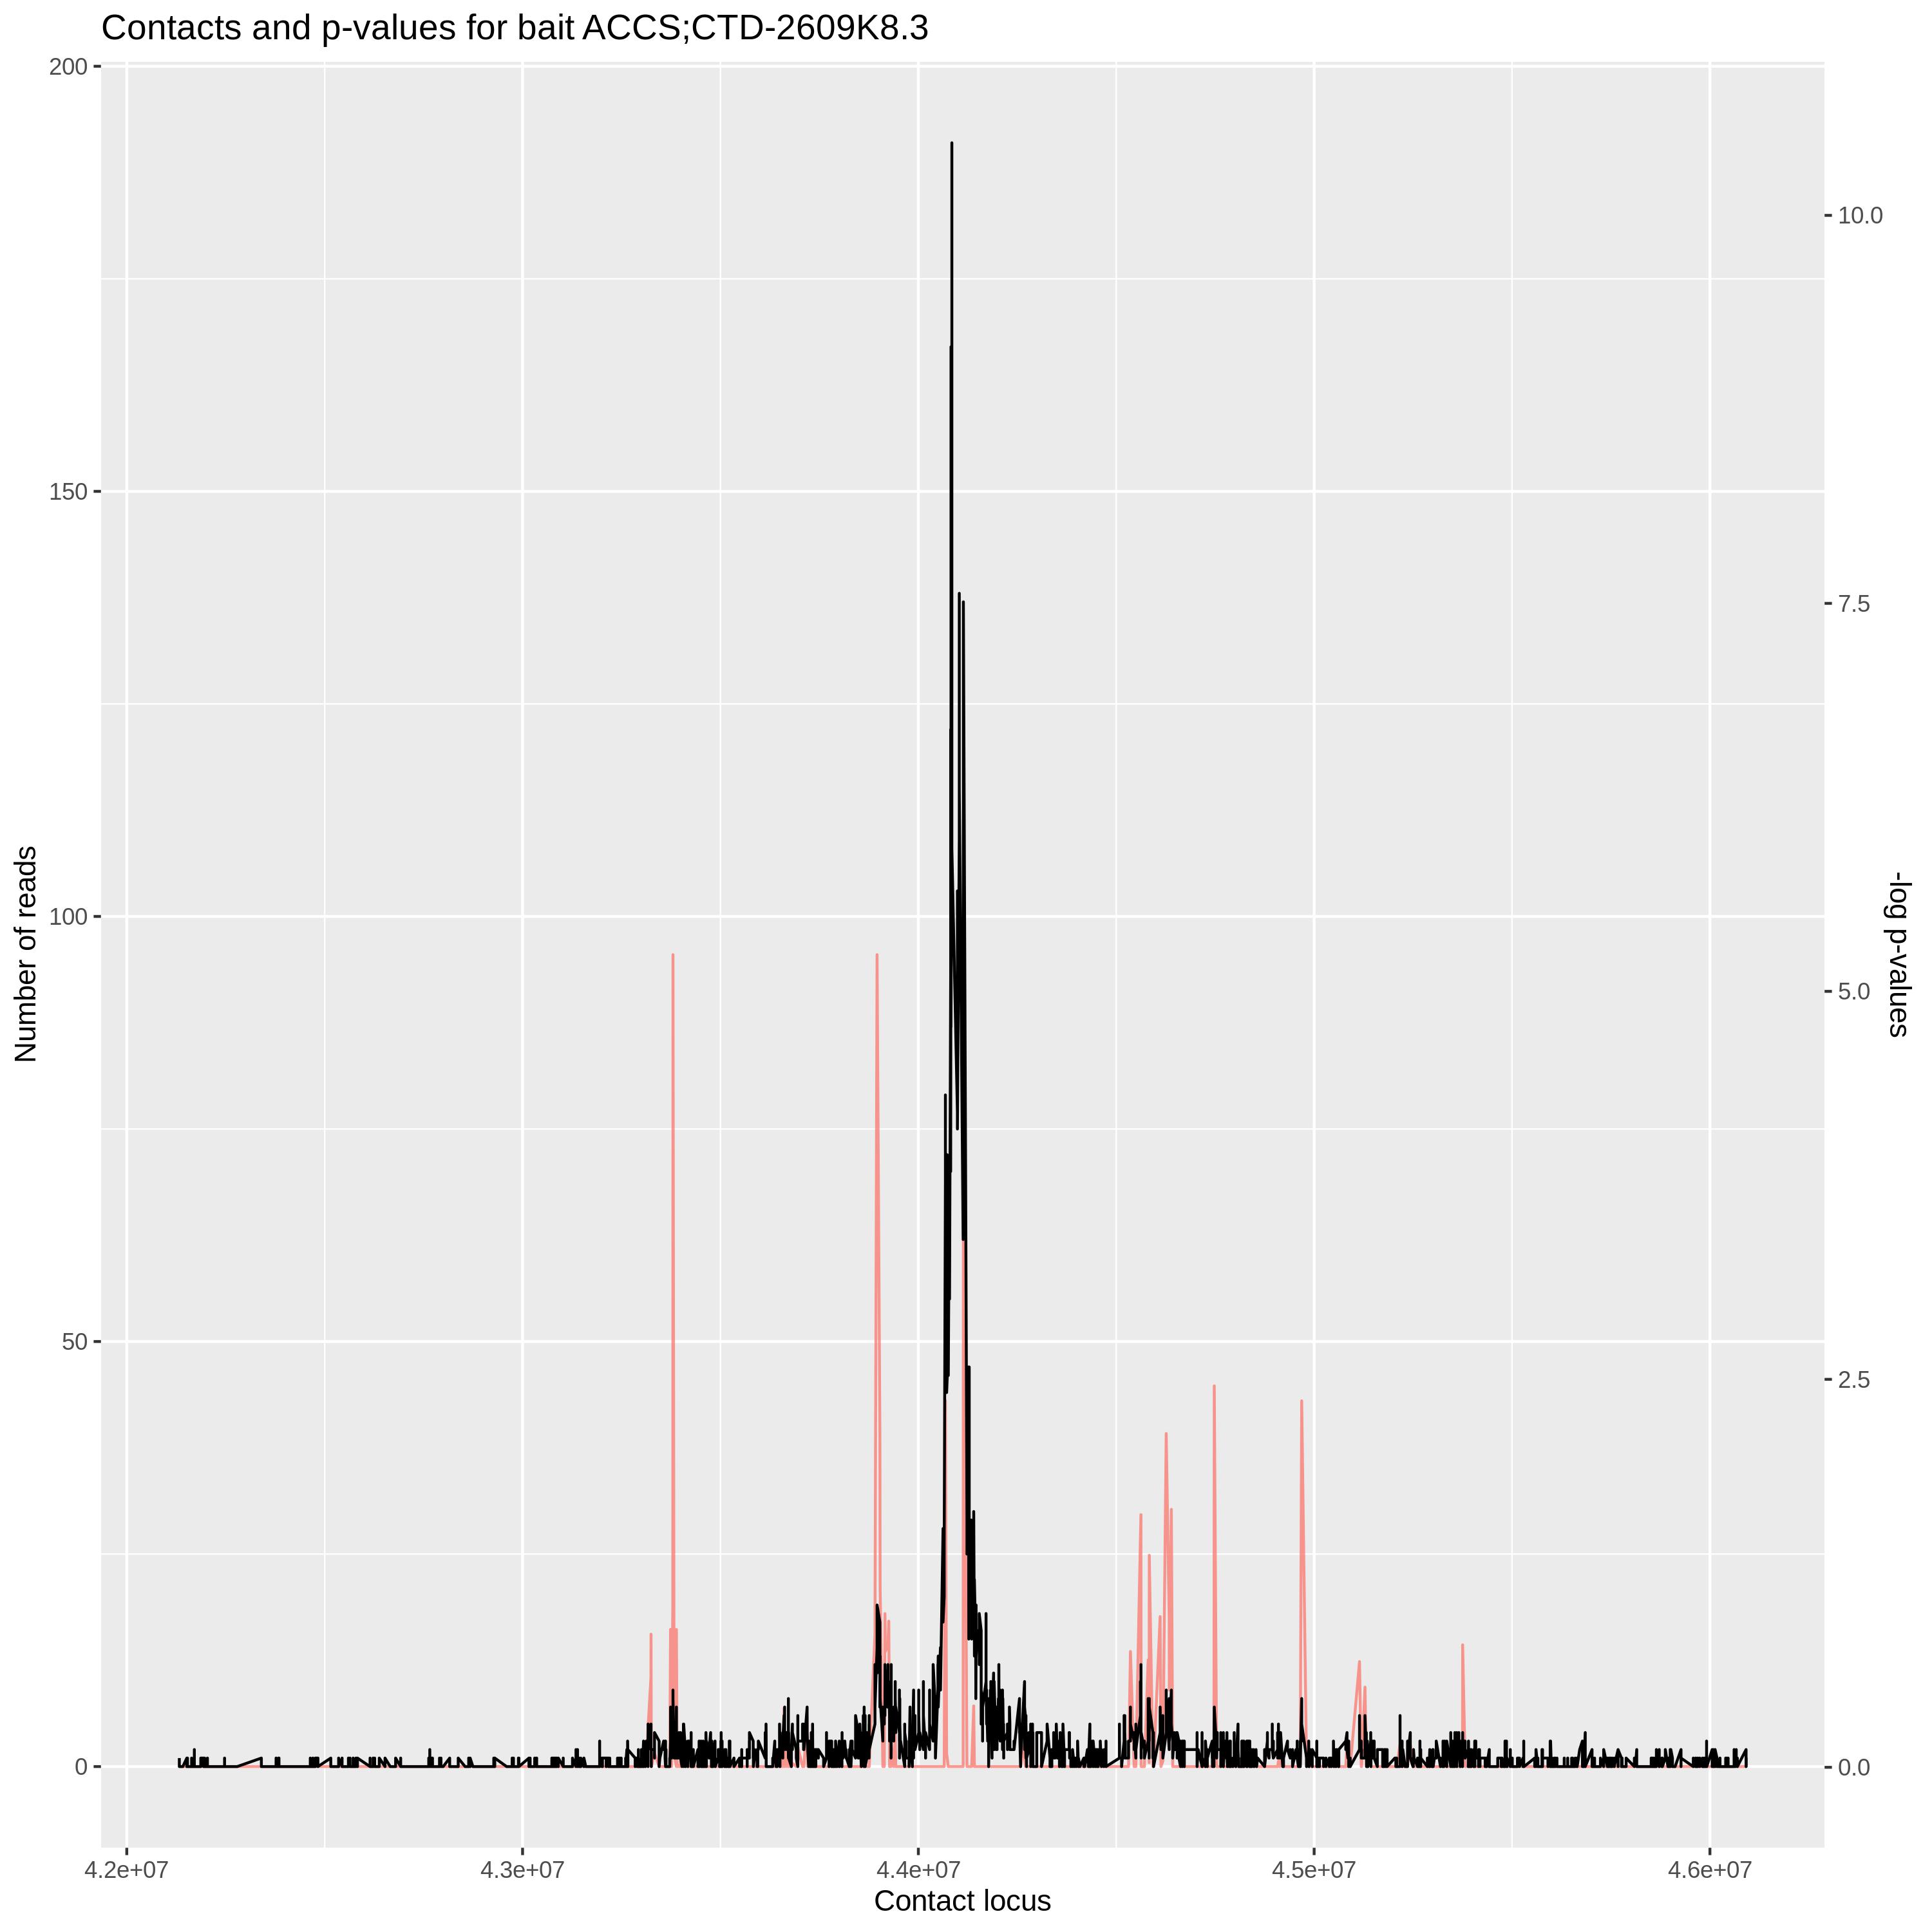 Contacts and p-values for bait ACCS;CTD-2609K8.3
200
150
100
50
0
Number of reads
10.0
7.5
5.0
2.5
0.0
-log p-values
4.2e+07
4.3e+07
4.4e+07
4.5e+07
4.6e+07
Contact locus